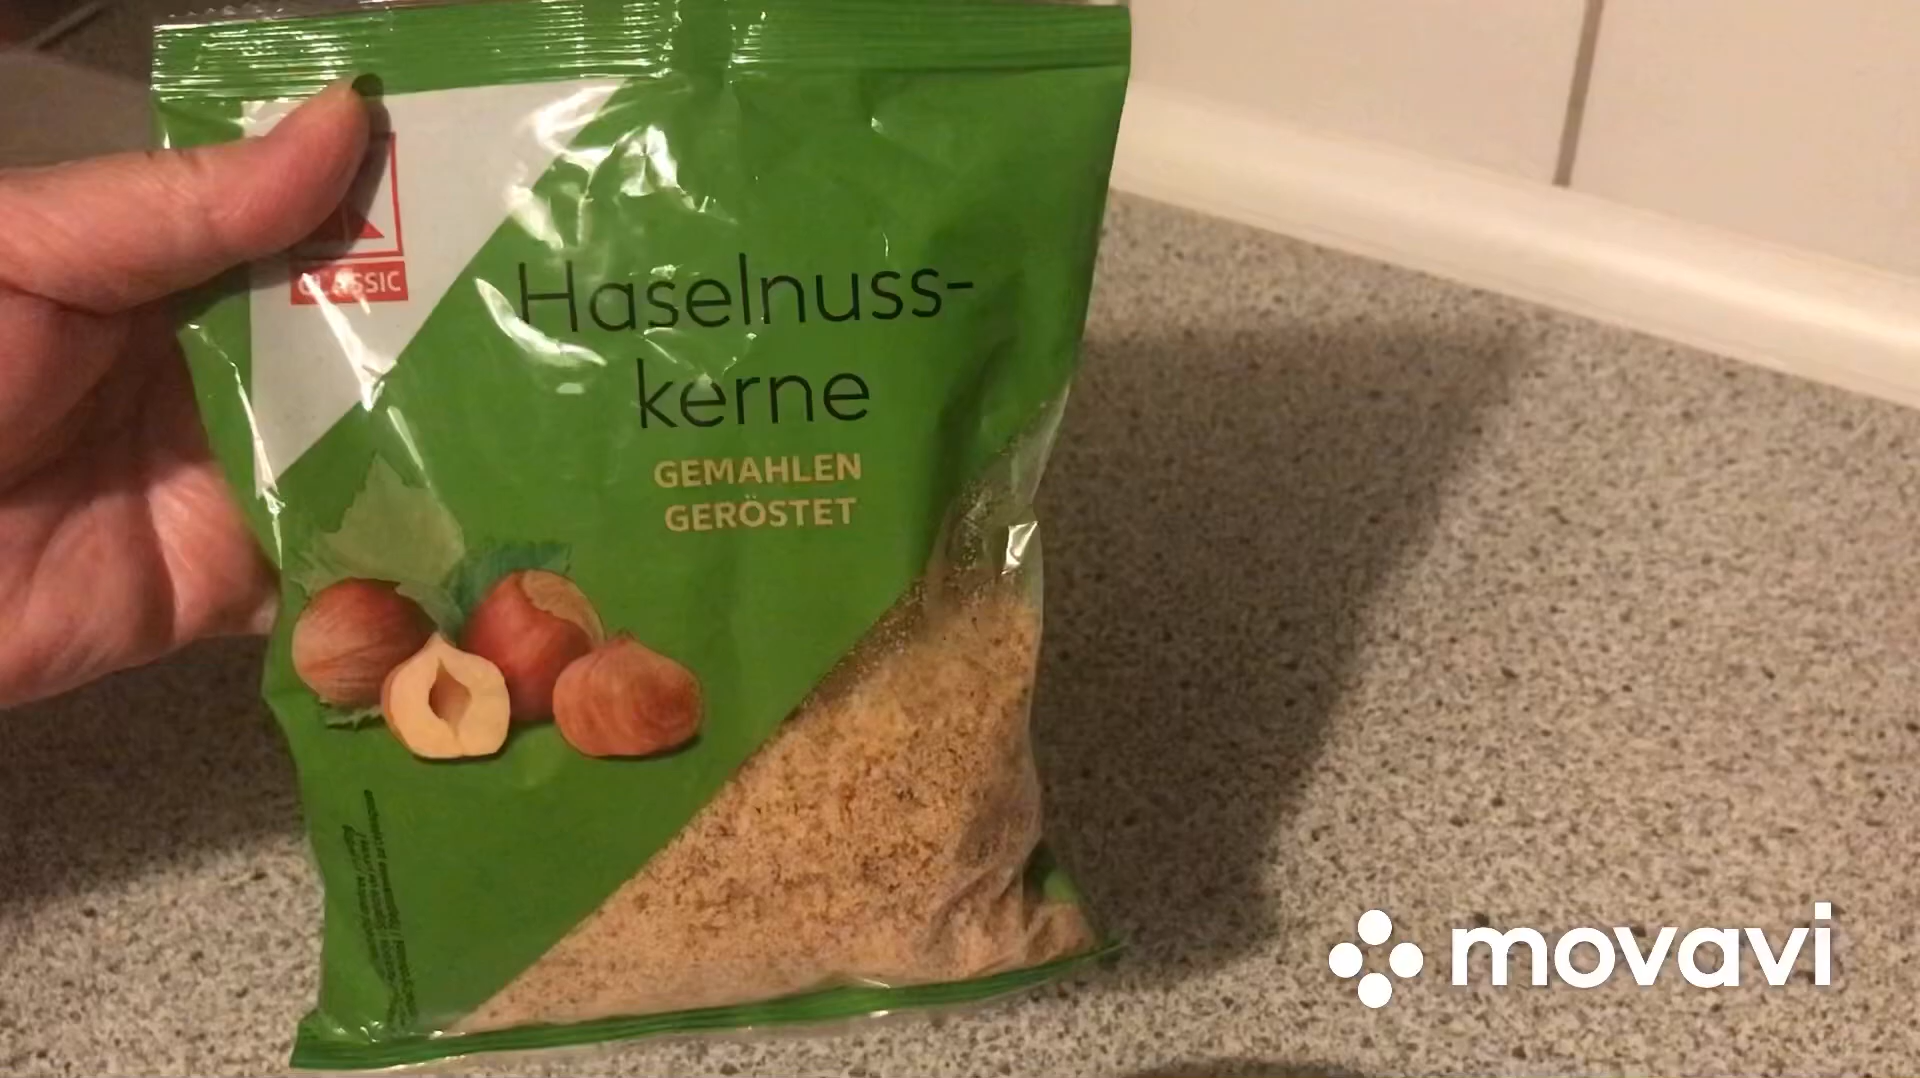 CLASSIC
Haselnuss-
kerne
GEMAHLEN
GERÖSTET
movavi